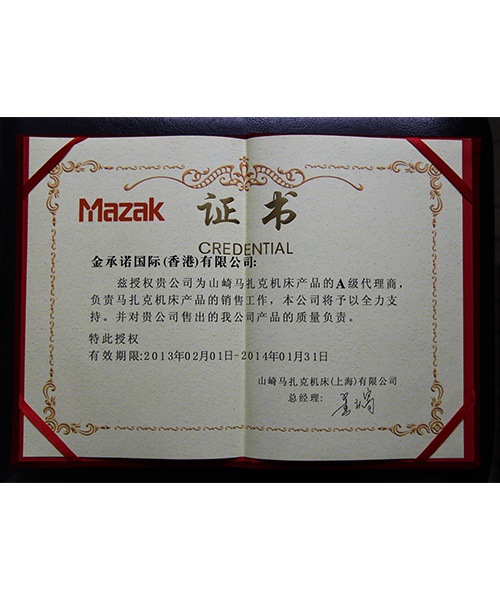 Mazak 证书
CREDENTIAL
金承诺国际(香港)有限公司:
兹授权贵公司为山崎马扎克机床产品的A级代理商,
负责马扎克机床产品的销售工作,本公司将予以全力支
持。并对贵公司售出的我公司产品的质量负责。
特此授权
有效期限:2013年02月01日-2014年01月31日
山崎马扎克机床(上海)有限公司
总经理: